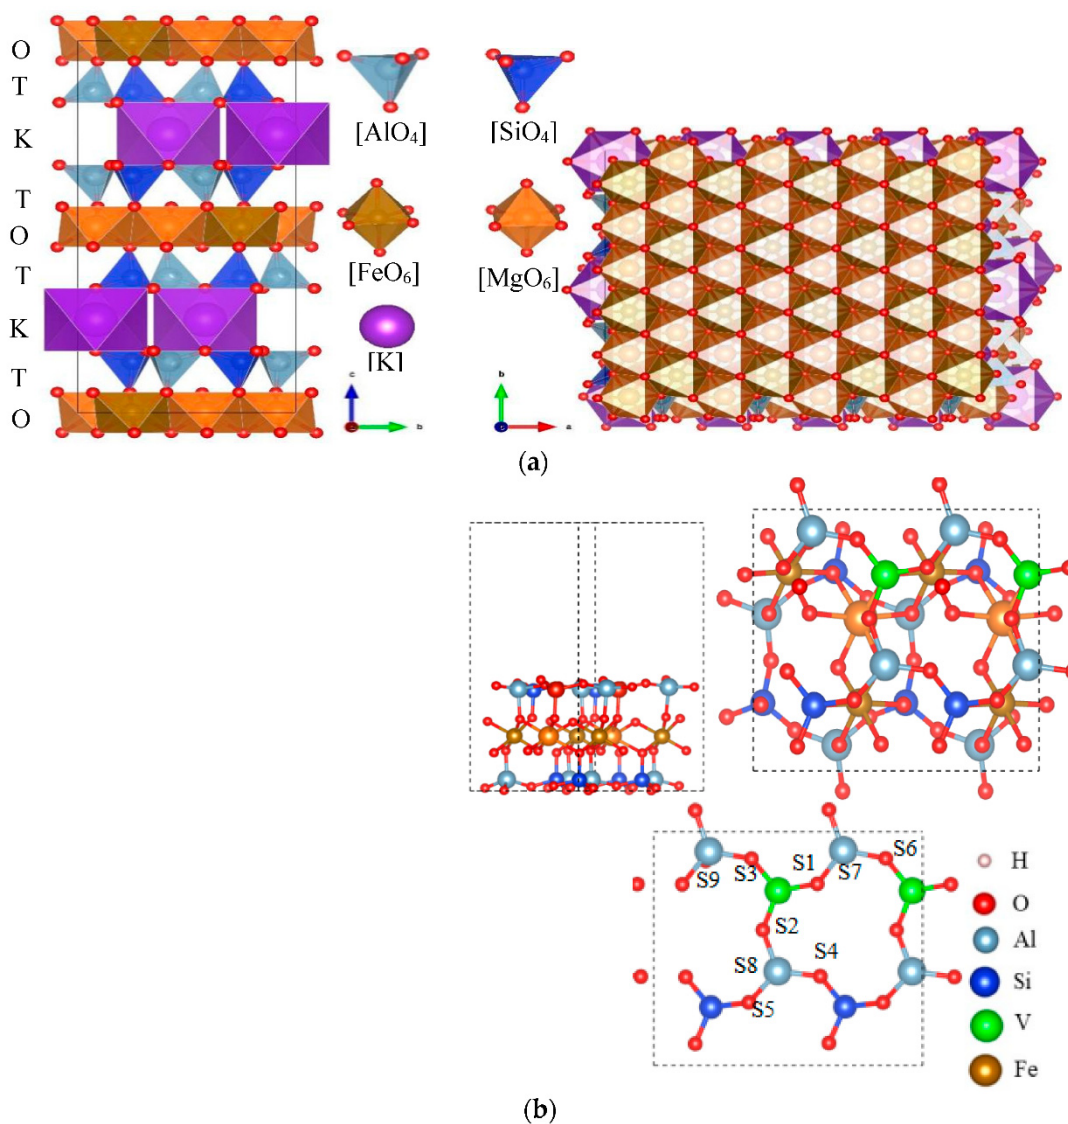 O
T
K
T
O
T
K
T
O
[AlO4]
[SiO4]
[FeO6]
[MgO6]
[K]
c
b
b
a
(a)
S1
S2
S3
S4
S5
S6
S7
S8
S9
H
O
Al
Si
V
Fe
(b)